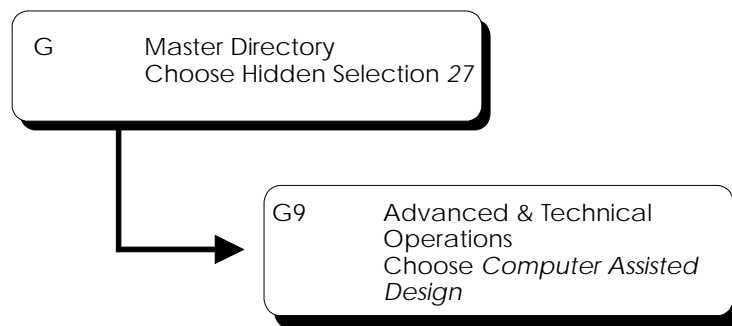 G Master Directory
Choose Hidden Selection 27
G9 Advanced & Technical
Operations
Choose Computer Assisted
Design